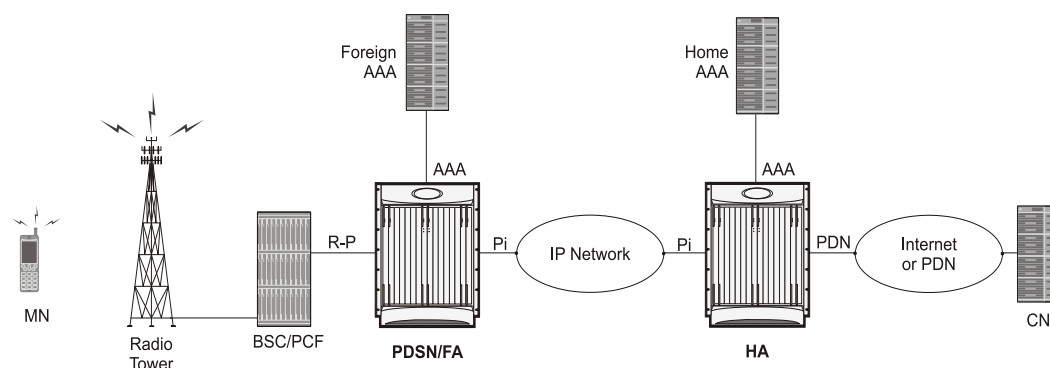 Foreign
AAA
Home
AAA
AAA
AAA
R-P
Pi
IP Network
Pi
PDN
Internet
or PDN
MN
Radio
Tower
BSC/PCF
PDSN/FA
HA
CN